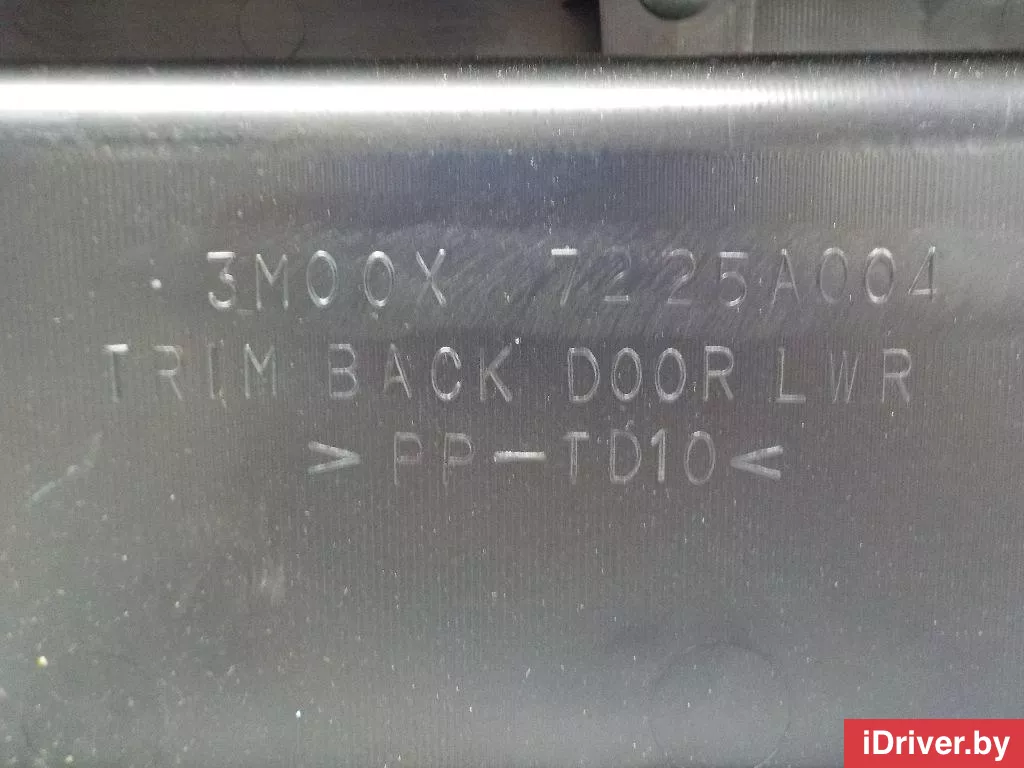 3M00X 7225A004
TRIM BACK DOOR LWR
>PP-TD10<
iDriver.by